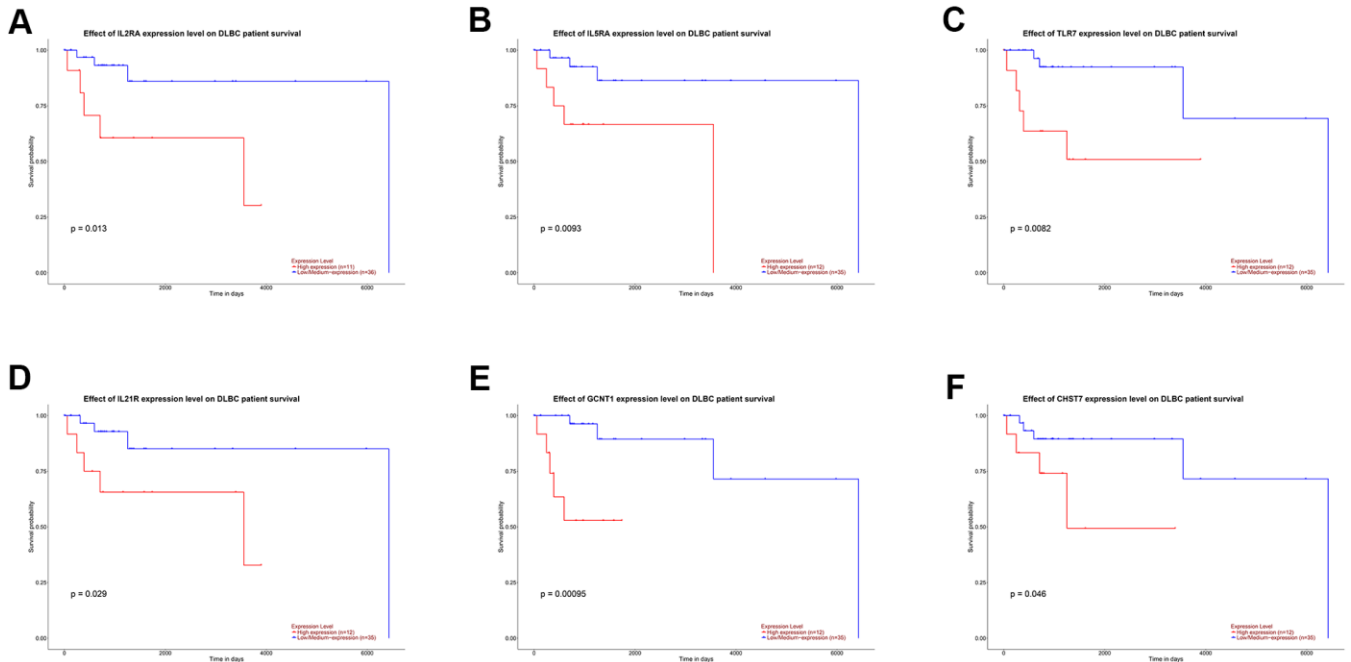 A
Effect of IL2RA expression level on DLBC patient survival
1.00
0.75
0.50
0.25
0.00
Survival probability
p = 0.013
Expression Level
High expression (n=11)
Low/Medium-expression (n=36)
0
2000
4000
6000
Time in days
B
Effect of IL5RA expression level on DLBC patient survival
1.00
0.75
0.50
0.25
0.00
Survival probability
p = 0.0093
Expression Level
High expression (n=12)
Low/Medium-expression (n=35)
0
2000
4000
6000
Time in days
C
Effect of TLR7 expression level on DLBC patient survival
1.00
0.75
0.50
0.25
0.00
Survival probability
p = 0.0082
Expression Level
High expression (n=12)
Low/Medium-expression (n=35)
0
2000
4000
6000
Time in days
D
Effect of IL21R expression level on DLBC patient survival
1.00
0.75
0.50
0.25
0.00
Survival probability
p = 0.029
Expression Level
High expression (n=12)
Low/Medium-expression (n=35)
0
2000
4000
6000
Time in days
E
Effect of GCNT1 expression level on DLBC patient survival
1.00
0.75
0.50
0.25
0.00
Survival probability
p = 0.00095
Expression Level
High expression (n=12)
Low/Medium-expression (n=35)
0
2000
4000
6000
Time in days
F
Effect of CHST7 expression level on DLBC patient survival
1.00
0.75
0.50
0.25
0.00
Survival probability
p = 0.046
Expression Level
High expression (n=12)
Low/Medium-expression (n=35)
0
2000
4000
6000
Time in days